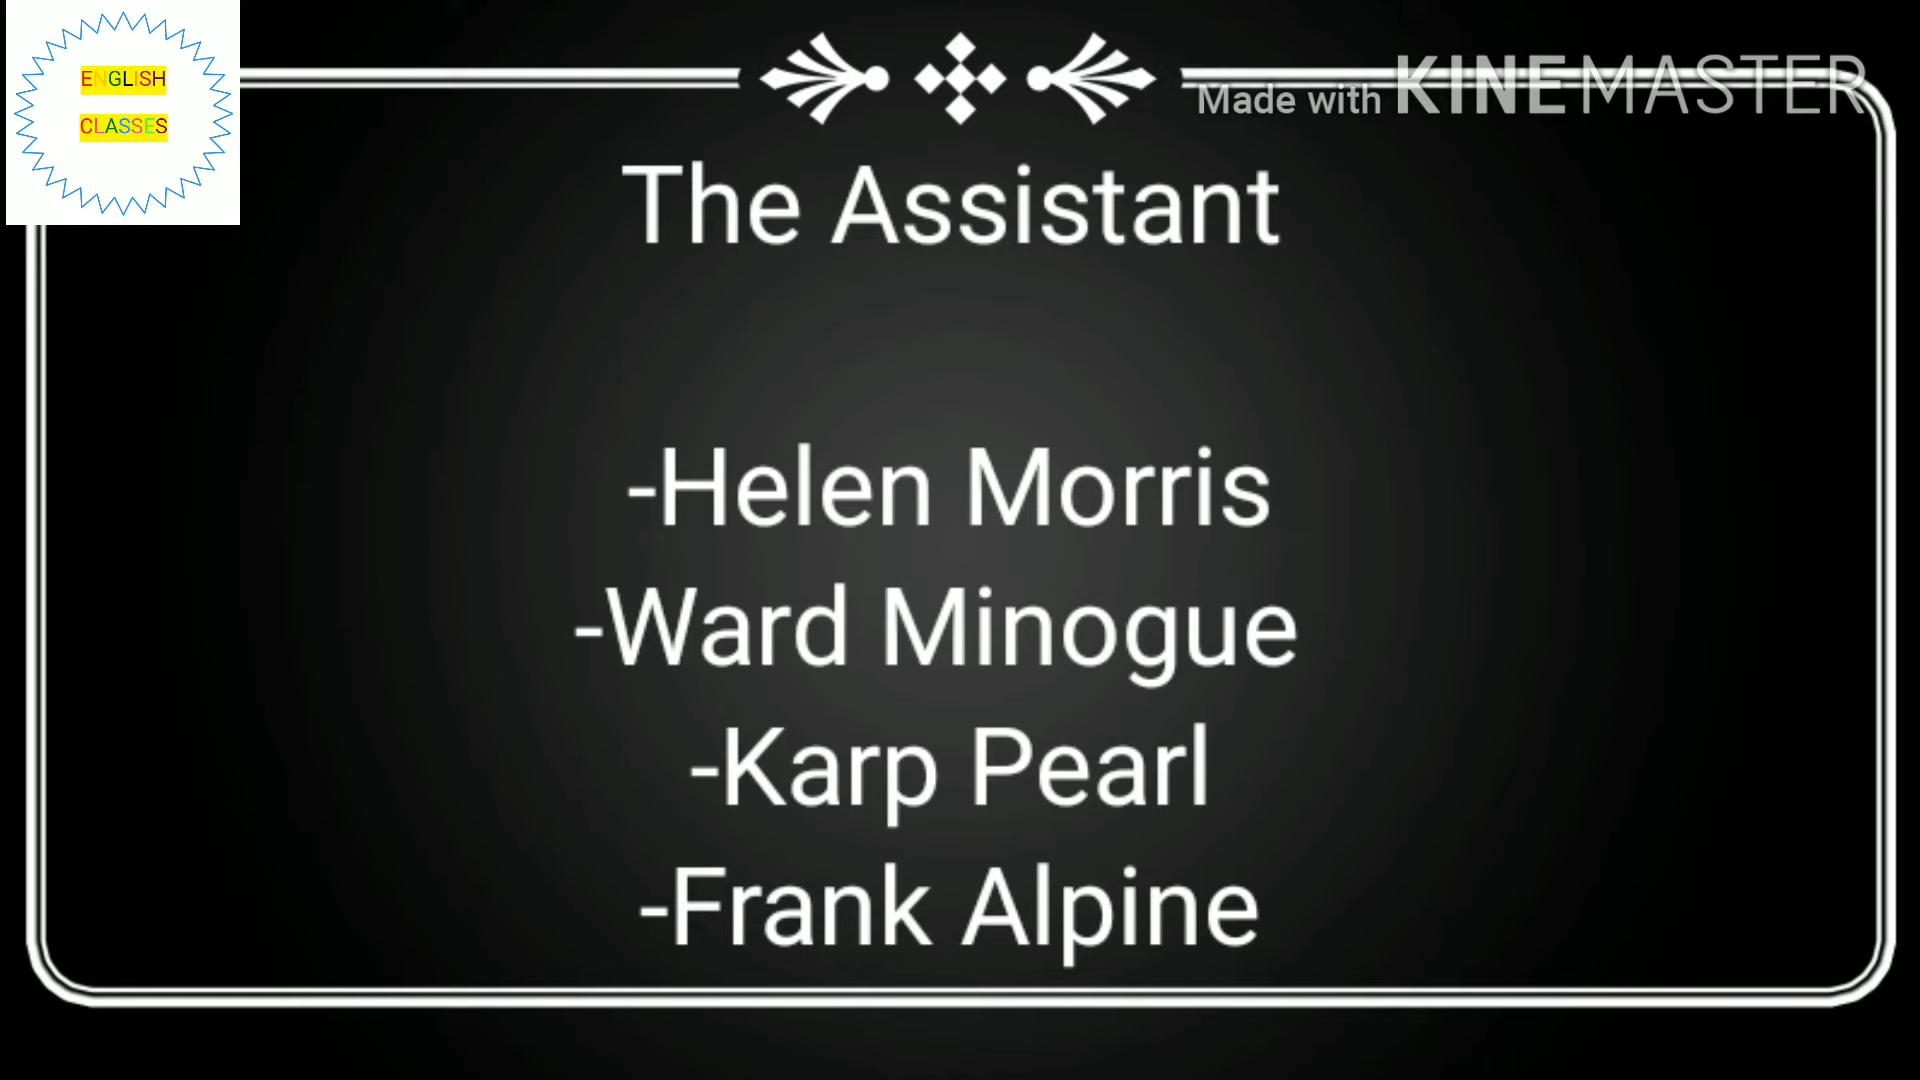 ENGLISH
CLASSES
Made with KINEMASTER
The Assistant
-Helen Morris
-Ward Minogue
-Karp Pearl
-Frank Alpine